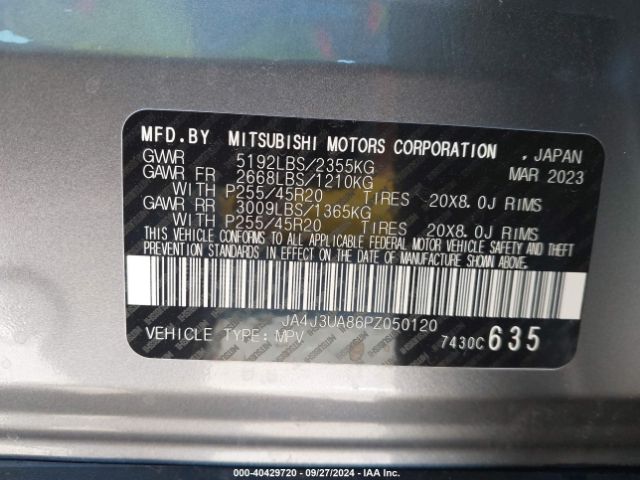 MFD.BY MITSUBISHI MOTORS CORPORATION , JAPAN
GVWR 5192LBS/2355KG MAR 2023
GAWR FR 2668LBS/1210KG
WITH P255/45R20 TIRES 20X8.0J RIMS
GAWR RR 3009LBS/1365KG
WITH P255/45R20 TIRES 20X8.0J RIMS
THIS VEHICLE CONFORMS TO ALL APPLICABLE FEDERAL MOTOR VEHICLE SAFETY AND THEFT
PREVENTION STANDARDS IN EFFECT ON THE DATE OF MANUFACTURE SHOWN ABOVE.
JA4J3UA86PZ050120
VEHICLE TYPE: MPV 7430C 635
000-40429720 - 09/27/2024 - IAA Inc.